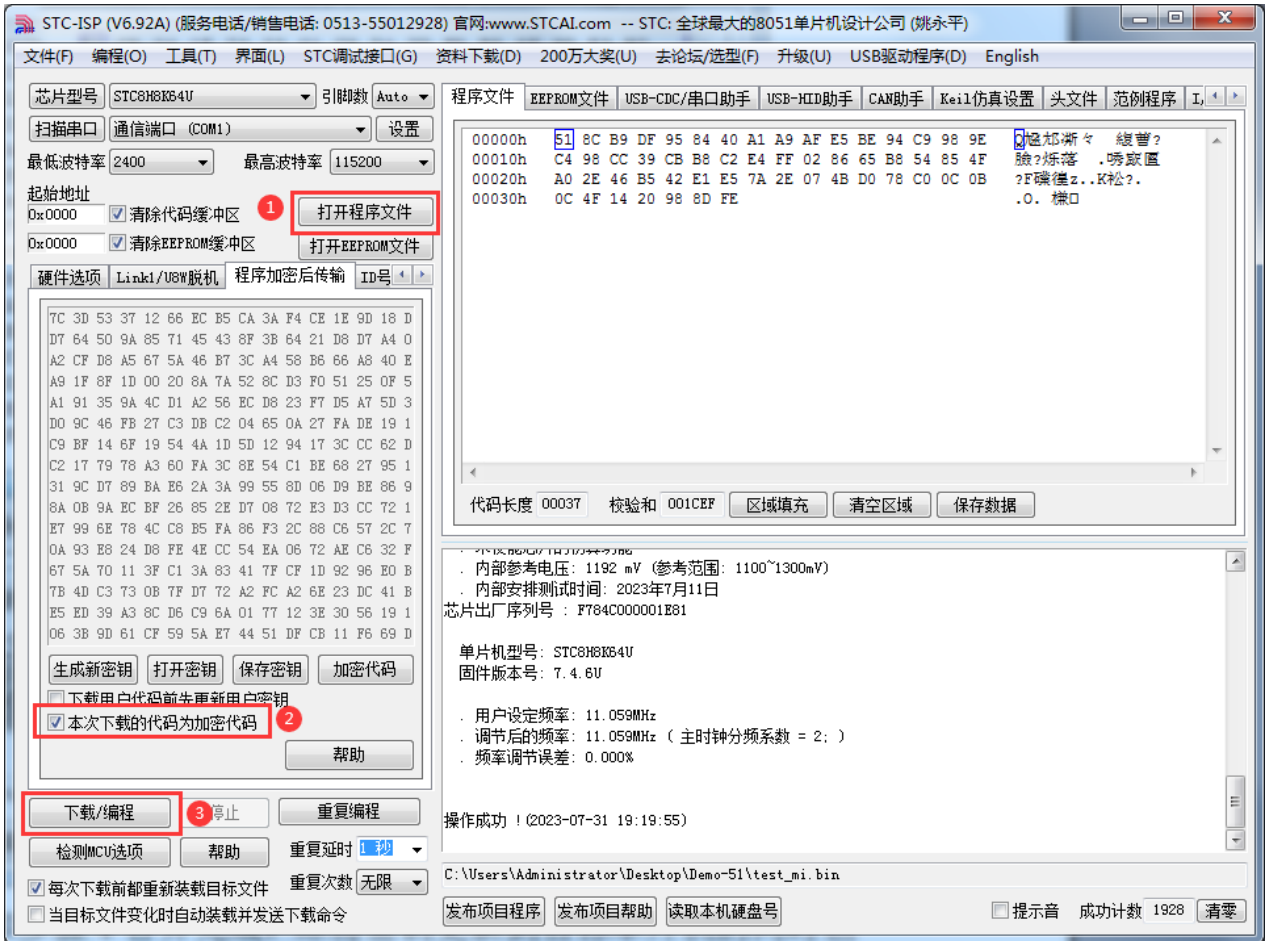 STC-ISP (V6.92A) (服务电话/销售电话: 0513-55012928) 官网:www.STCAI.com -- STC: 全球最大的8051单片机设计公司 (姚永平)
文件(F) 编程(O) 工具(T) 界面(L) STC调试接口(G) 资料下载(D) 200万大奖(U) 去论坛/选型(F) 升级(U) USB驱动程序(D) English
芯片型号 STC8H8K64U 引脚数 Auto
扫描串口 通信端口 (COM1) 设置
最低波特率 2400 最高波特率 115200
起始地址
0x0000 清除代码缓冲区 1 打开程序文件
0x0000 清除EEPROM缓冲区 打开EEPROM文件
硬件选项 Link1/U8W脱机 程序加密后传输 ID号
7C 3D 53 37 12 66 EC B5 CA 3A F4 CE 1E 9D 18 D
D7 64 50 9A 85 71 45 43 8F 3B 64 21 D8 D7 A4 0
A2 CF D8 A5 67 5A 46 B7 3C A4 58 B6 66 A8 40 E
A9 1F 8F 1D 00 20 8A 7A 52 8C D3 F0 51 25 0F 5
A1 91 35 9A 4C D1 A2 56 EC D8 23 F7 D5 A7 5D 3
D0 9C 46 FB 27 C3 DB C2 04 65 0A 27 FA DE 19 1
C9 BF 14 6F 19 54 4A 1D 5D 12 94 17 3C CC 62 D
C2 17 79 78 A3 60 FA 3C 8E 54 C1 BE 68 27 95 1
31 9C D7 89 BA E6 2A 3A 99 55 8D 06 D9 BE 86 9
8A 0B 9A EC BF 26 85 2E D7 08 72 E3 D3 CC 72 1
E7 99 6E 78 4C C8 B5 FA 86 F3 2C 88 C6 57 2C 7
0A 93 E8 24 D8 FE 4E CC 54 EA 06 72 AE C6 32 F
67 5A 70 11 3F C1 3A 83 41 7F CF 1D 92 96 E0 B
7B 4D C3 73 0B 7F D7 72 A2 FC A2 6E 23 DC 41 B
E5 ED 39 A3 8C D6 C9 6A 01 77 12 3E 30 56 19 1
06 3B 9D 61 CF 59 5A E7 44 51 DF CB 11 F6 69 D
生成新密钥 打开密钥 保存密钥 加密代码
下载用户代码前先更新用户密钥
本次下载的代码为加密代码 2
帮助
下载/编程 3 停止 重复编程
检测MCU选项 帮助 重复延时 1 秒
每次下载前都重新装载目标文件 重复次数 无限
当目标文件变化时自动装载并发送下载命令
程序文件 EEPROM文件 USB-CDC/串口助手 USB-HID助手 CAN助手 Keil仿真设置 头文件 范例程序 I,
00000h 51 8C B9 DF 95 84 40 A1 A9 AF E5 BE 94 C9 98 9E
00010h C4 98 CC 39 CB B8 C2 E4 FF 02 86 65 B8 54 85 4F
00020h A0 2E 46 B5 42 E1 E5 7A 2E 07 4B D0 78 C0 0C 0B
00030h 0C 4F 14 20 98 8D FE
代码长度 00037 校验和 001CEF 区域填充 清空区域 保存数据
. 内部参考电压: 1192 mV (参考范围: 1100~1300mV)
. 内部安排测试时间: 2023年7月11日
芯片出厂序列号 : F784C000001E81
单片机型号: STC8H8K64U
固件版本号: 7.4.6U
. 用户设定频率: 11.059MHz
. 调节后的频率: 11.059MHz ( 主时钟分频系数 = 2; )
. 频率调节误差: 0.000%
操作成功 !(2023-07-31 19:19:55)
C:\Users\Administrator\Desktop\Demo-51\test_mi.bin
发布项目程序 发布项目帮助 读取本机硬盘号 提示音 成功计数 1928 清零